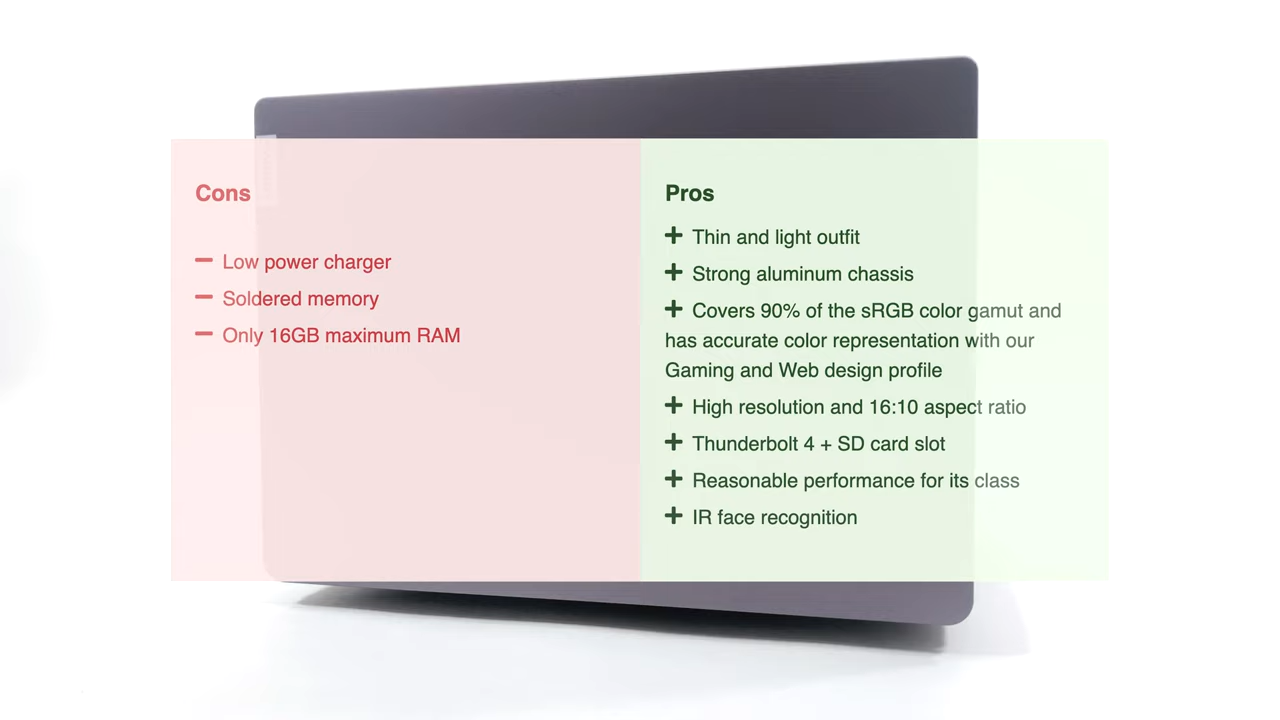 Cons
− Low power charger
− Soldered memory
− Only 16GB maximum RAM
Pros
+ Thin and light outfit
+ Strong aluminum chassis
+ Covers 90% of the sRGB color gamut and
has accurate color representation with our
Gaming and Web design profile
+ High resolution and 16:10 aspect ratio
+ Thunderbolt 4 + SD card slot
+ Reasonable performance for its class
+ IR face recognition